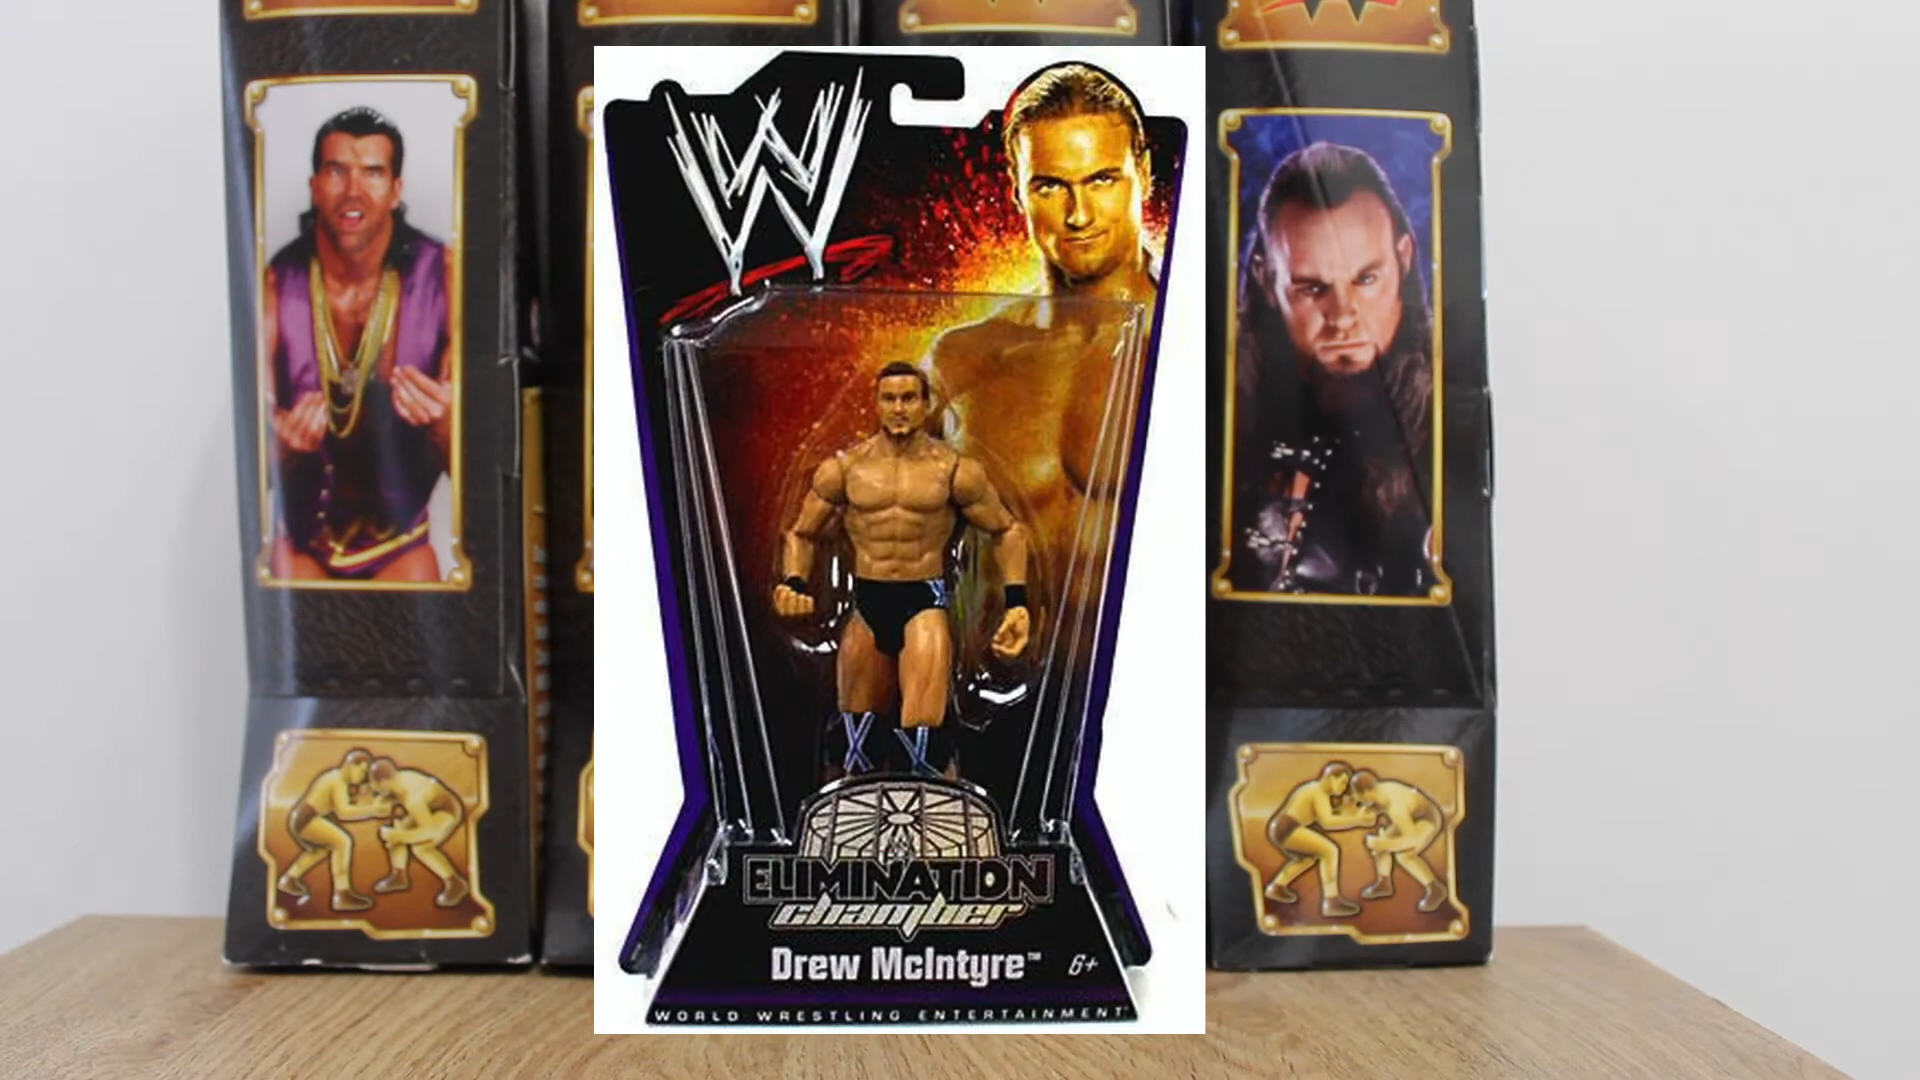 W
ELIMINATION
chamber
Drew McIntyre™ 6+
WORLD WRESTLING ENTERTAINMENT